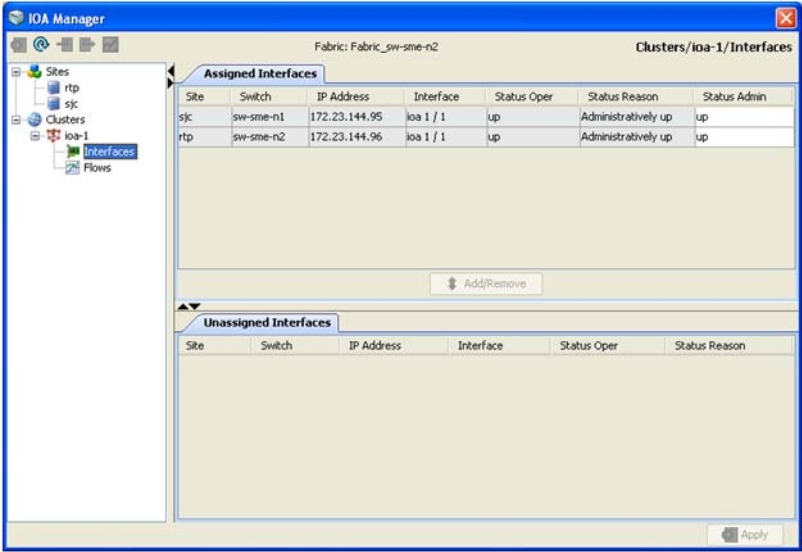 IOA Manager
Fabric: Fabric_sw-sme-n2 Clusters/ioa-1/Interfaces
Sites
rtp
sjc
Clusters
ioa-1
Interfaces
Flows
Assigned Interfaces
Site Switch IP Address Interface Status Oper Status Reason Status Admin
sjc sw-sme-n1 172.23.144.95 ioa 1 / 1 up Administratively up up
rtp sw-sme-n2 172.23.144.96 ioa 1 / 1 up Administratively up up
Add/Remove
Unassigned Interfaces
Site Switch IP Address Interface Status Oper Status Reason
Apply